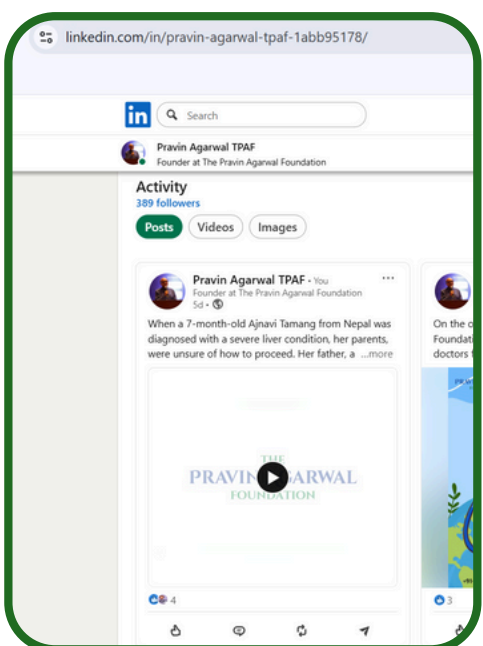 linkedin.com/in/pravin-agarwal-tpaf-1abb95178/
in
Search
Pravin Agarwal TPAF
Founder at The Pravin Agarwal Foundation
Activity
389 followers
Posts
Videos
Images
Pravin Agarwal TPAF • You
Founder at The Pravin Agarwal Foundation
5d •
When a 7-month-old Ajnavi Tamang from Nepal was
diagnosed with a severe liver condition, her parents,
were unsure of how to proceed. Her father, a ...more
THE
PRAVIN AGARWAL
FOUNDATION
4
On the o
Foundati
doctors
3